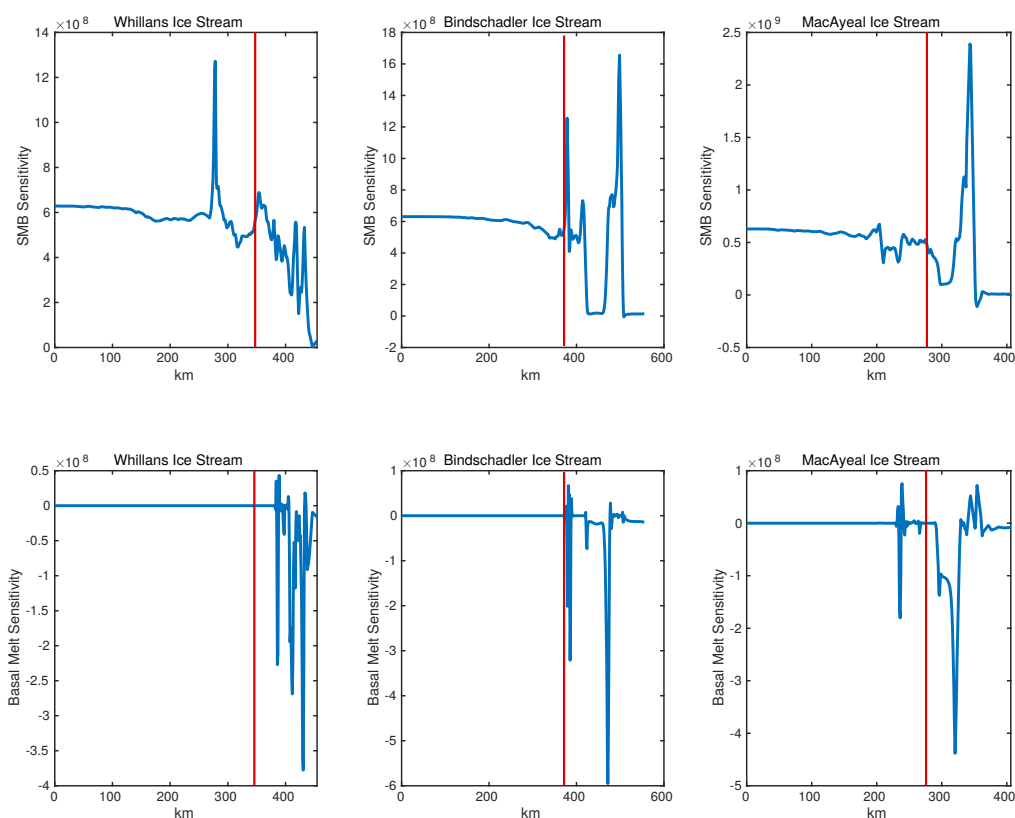 Whillans Ice Stream
×10 8
14
12
10
8
6
4
2
0
SMB Sensitivity
0 100 200 300 400
km
Bindschadler Ice Stream
×10 8
18
16
14
12
10
8
6
4
2
0
-2
SMB Sensitivity
0 200 400 600
km
MacAyeal Ice Stream
×10 9
2.5
2
1.5
1
0.5
0
-0.5
SMB Sensitivity
0 100 200 300 400
km
Whillans Ice Stream
×10 8
0.5
0
-0.5
-1
-1.5
-2
-2.5
-3
-3.5
-4
Basal Melt Sensitivity
0 100 200 300 400
km
Bindschadler Ice Stream
×10 8
1
0
-1
-2
-3
-4
-5
-6
Basal Melt Sensitivity
0 200 400 600
km
MacAyeal Ice Stream
×10 8
1
0
-1
-2
-3
-4
-5
Basal Melt Sensitivity
0 100 200 300 400
km